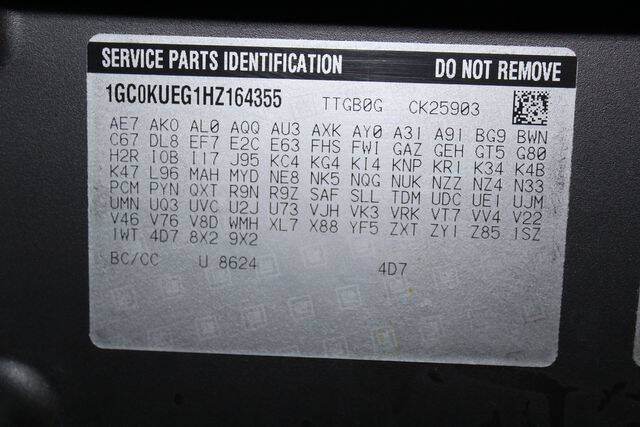 SERVICE PARTS IDENTIFICATION DO NOT REMOVE
1GC0KUEG1HZ164355 TTGB0G CK25903
AE7 AKO AL0 AQQ AU3 AXK AY0 A3I A9I BG9 BWN
C67 DL8 EF7 E2C E63 FHS FWI GAZ GEH GT5 G80
H2R IOB I17 J95 KC4 KG4 KI4 KNP KRI K34 K4B
K47 L96 MAH MYD NE8 NK5 NQG NUK NZZ NZ4 N33
PCM PYN QXT R9N R9Z SAF SLL TDM UDC UEI UJM
UMN UQ3 UVC U2J U73 VJH VK3 VRK VT7 VV4 V22
V46 V76 V8D WMH XL7 X88 YF5 ZXT ZYI Z85 ISZ
IWT 4D7 8X2 9X2
BC/CC U 8624 4D7